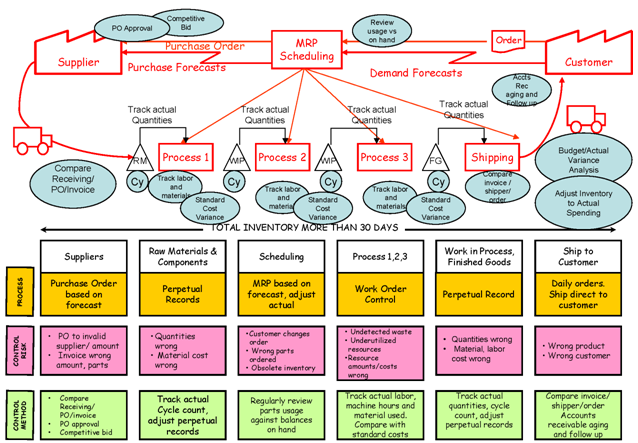 PO Approval
Competitive
Bid
Purchase Order
Purchase Forecasts
Supplier
MRP
Scheduling
Review
usage vs
on hand
Order
Demand Forecasts
Customer
Accts
Rec
aging and
Follow up
Track actual
Quantities
Track actual
Quantities
Track actual
Quantities
Track actual
Quantities
RM
Process 1
WIP
Process 2
WIP
Process 3
FG
Shipping
Cy
Cy
Cy
Cy
Compare
Receiving/
PO/Invoice
Track labor
and
materials
Standard
Cost
Variance
Track labor
and
materials
Standard
Cost
Variance
Track labor
and
materials
Standard
Cost
Variance
Compare
invoice /
shipper/
order
Budget/Actual
Variance
Analysis
Adjust Inventory
to Actual
Spending
TOTAL INVENTORY MORE THAN 30 DAYS
Suppliers
Raw Materials &
Components
Scheduling
Process 1,2,3
Work in Process,
Finished Goods
Ship to
Customer
PROCESS
Purchase Order
based on
forecast
Perpetual
Records
MRP based on
forecast, adjust
actual
Work Order
Control
Perpetual Record
Daily orders.
Ship direct to
customer
CONTROL
RISK
• PO to invalid
supplier/ amount
• Invoice wrong
amount, parts
• Quantities
wrong
• Material cost
wrong
•Customer changes
order
• Wrong parts
ordered
• Obsolete inventory
• Undetected waste
• Underutilized
resources
•Resource
amounts/costs
wrong
• Quantities wrong
• Material, labor
cost wrong
• Wrong product
• Wrong customer
CONTROL
METHOD
• Compare
Receiving/
PO/invoice
• PO approval
• Competitive bid
Track actual
Cycle count,
adjust perpetual
records
Regularly review
parts usage
against balances
on hand
Track actual labor,
machine hours and
material used.
Compare with
standard costs
Track actual
quantities, cycle
count, adjust
perpetual records
Compare invoice/
shipper/order
Accounts
receivable aging
and follow up